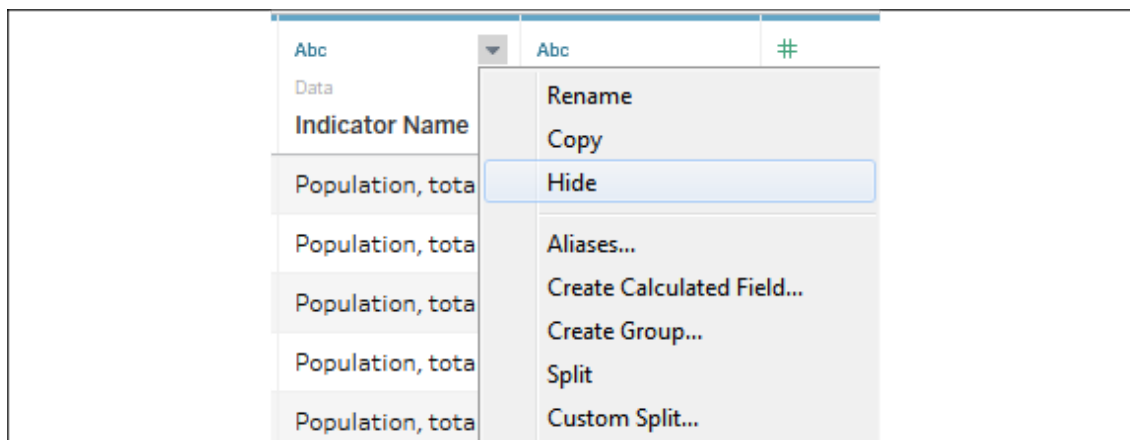 Abc
Abc
#
Data
Indicator Name
Rename
Copy
Population, tota
Hide
Population, tota
Aliases...
Population, tota
Create Calculated Field...
Create Group...
Population, tota
Split
Population, tota
Custom Split...